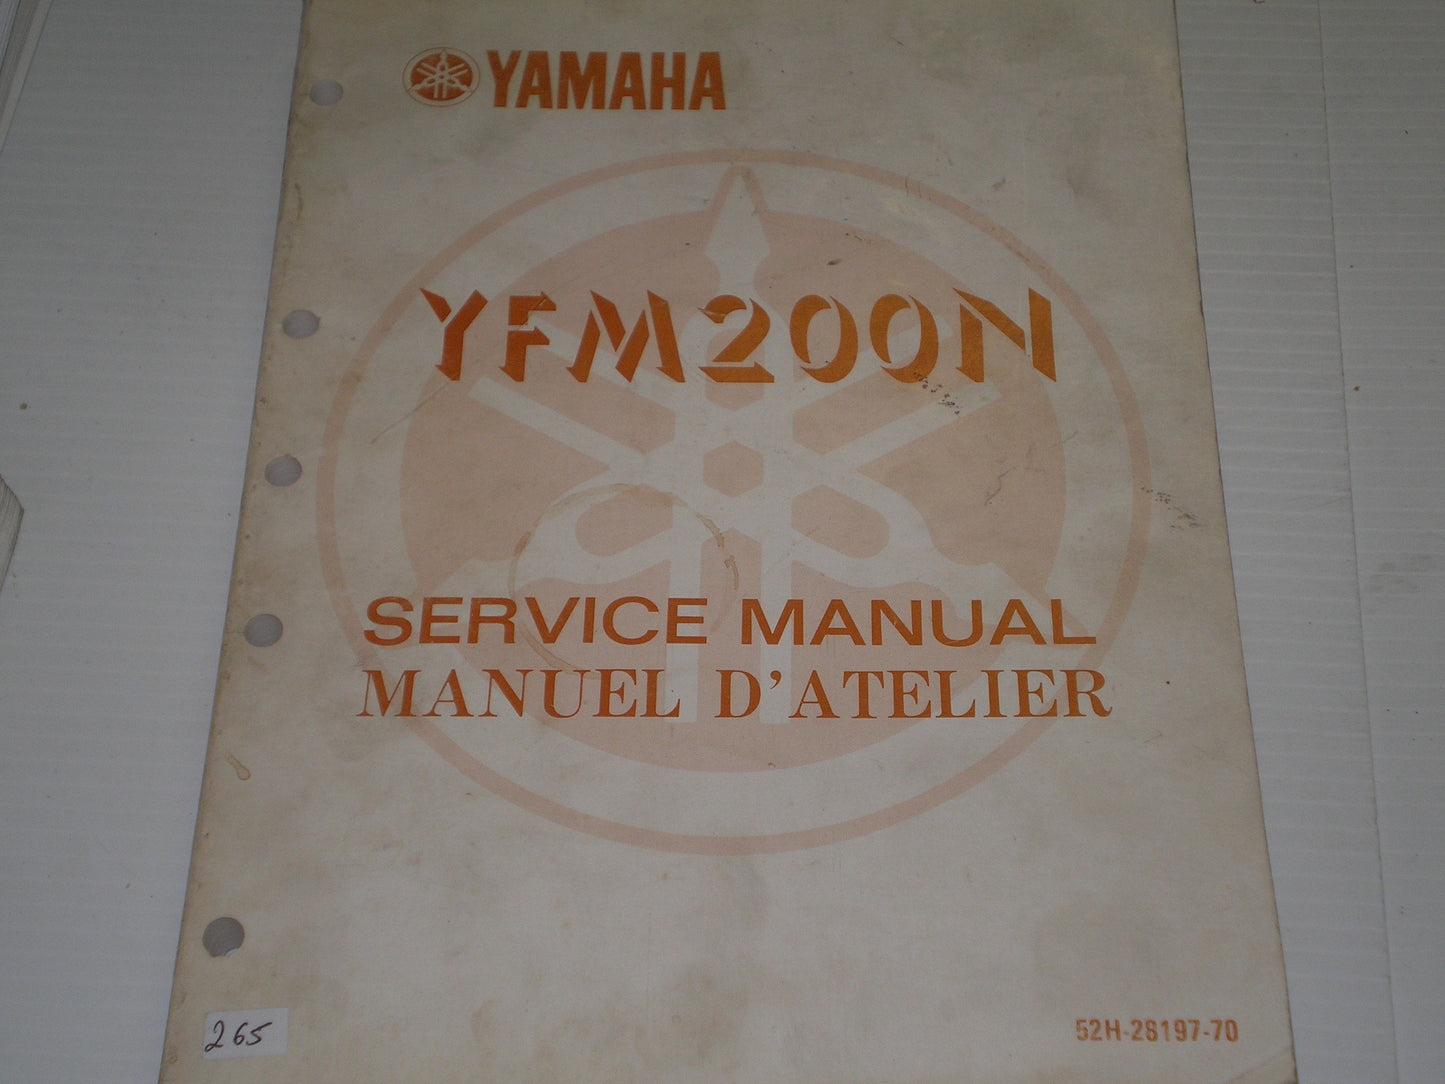 YAMAHA
YFM200N
SERVICE MANUAL
MANUEL D'ATELIER
265
52H-28197-70